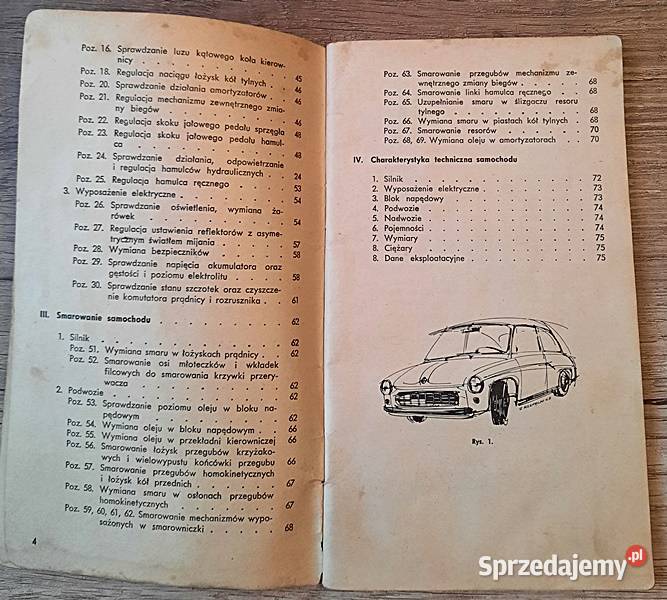 Poz. 16. Sprawdzanie luzu kątowego koła kierow-
nicy . . . . . . . . . . . 45
Poz. 18. Regulacja naciągu łożysk kół tylnych . . 46
Poz. 20. Sprawdzanie działania amortyzatorów . . 46
Poz. 21. Regulacja mechanizmu zewnętrznego zmia-
ny biegów . . . . . . . . . . 46
Poz. 22. Regulacja skoku jałowego pedału sprzęgła 48
Poz. 23. Regulacja skoku jałowego pedału hamul-
ca . . . . . . . . . . . . 48
Poz. 24. Sprawdzanie działania, odpowietrzanie
i regulacja hamulców hydraulicznych . . 24
Poz. 25. Regulacja hamulca ręcznego . . . . 53
3. Wyposażenie elektryczne . . . . . . . . 54
Poz. 26. Sprawdzanie oświetlenia, wymiana ża-
rówek . . . . . . . . . . . 54
Poz. 27. Regulacja ustawienia reflektorów z asyme-
trycznym światłem mijania . . . . . 57
Poz. 28. Wymiana bezpieczników . . . . . 58
Poz. 29. Sprawdzanie napięcia akumulatora oraz
gęstości i poziomu elektrolitu . . . . 58
Poz. 30. Sprawdzanie stanu szczotek oraz czyszcze-
nie komutatora prądnicy i rozrusznika . . 61
III. Smarowanie samochodu . . . . . . . . 62
1. Silnik . . . . . . . . . . . . . 62
Poz. 51. Wymiana smaru w łożyskach prądnicy . 62
Poz. 52. Smarowanie osi młoteczków i wkładek
filcowych do smarowania krzywki przery-
wacza . . . . . . . . . . . 62
2. Podwozie . . . . . . . . . . . . 62
Poz. 53. Sprawdzanie poziomu oleju w bloku na-
pędowym . . . . . . . . . . 62
Poz. 54. Wymiana oleju w bloku napędowym . . 66
Poz. 55. Wymiana oleju w przekładni kierowniczej 66
Poz. 56. Smarowanie łożysk przegubów krzyżako-
wych i wielowypustu końcówki przegubu 66
Poz. 57. Smarowanie przegubów homokinetycznych
i łożysk kół przednich . . . . . . 67
Poz. 58. Wymiana smaru w osłonach przegubów
homokinetycznych . . . . . . . . 67
Poz. 59, 60, 61, 62. Smarowanie mechanizmów wypo-
sażonych w smarowniczki . . . . . 68
4
Poz. 63. Smarowanie przegubów mechanizmu ze-
wnętrznego zmiany biegów . . . . . 68
Poz. 64. Smarowanie linki hamulca ręcznego . . 68
Poz. 65. Uzupełnianie smaru w ślizgaczu resoru
tylnego . . . . . . . . . . . 68
Poz. 66. Wymiana smaru w piastach kół tylnych . 68
Poz. 67. Smarowanie resorów . . . . . . 70
Poz. 68, 69. Wymiana oleju w amortyzatorach . . 70
IV. Charakterystyka techniczna samochodu
1. Silnik . . . . . . . . . . . . . 72
2. Wyposażenie elektryczne . . . . . . . . 73
3. Blok napędowy . . . . . . . . . . 73
4. Podwozie . . . . . . . . . . . . 74
5. Nadwozie . . . . . . . . . . . . 74
6. Pojemności . . . . . . . . . . . 74
7. Wymiary . . . . . . . . . . . . 75
8. Ciężary . . . . . . . . . . . . 75
8. Dane eksploatacyjne . . . . . . . . . 75
Rys. 1.
Sprzedajemy.pl